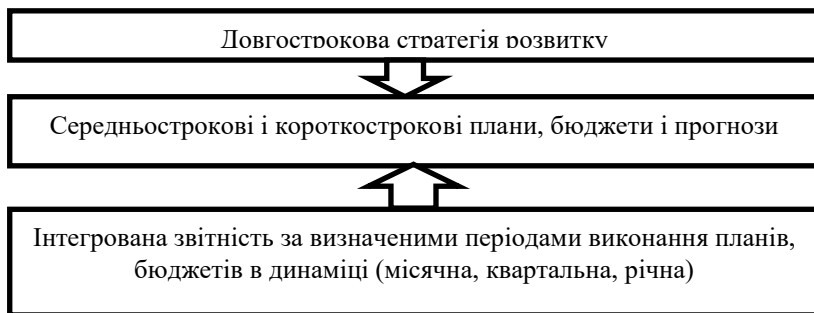 Довгострокова стратегія розвитку
Середньострокові і короткострокові плани, бюджети і прогнози
Інтегрована звітність за визначеними періодами виконання планів,
бюджетів в динаміці (місячна, квартальна, річна)